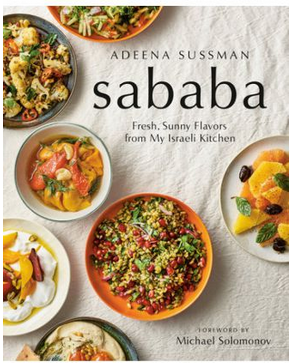 ADEENA SUSSMAN
sababa
Fresh, Sunny Flavors
from My Israeli Kitchen
FOREWORD BY
Michael Solomonov